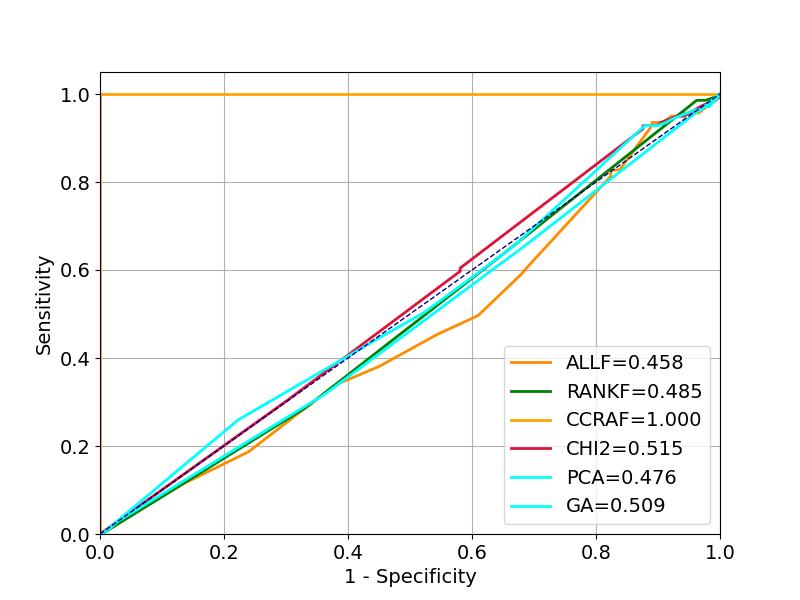 1.0
0.8
0.6
0.4
0.2
0.0
Sensitivity
ALLF=0.458
RANKF=0.485
CCRAF=1.000
CHI2=0.515
PCA=0.476
GA=0.509
0.0 0.2 0.4 0.6 0.8 1.0
1 - Specificity